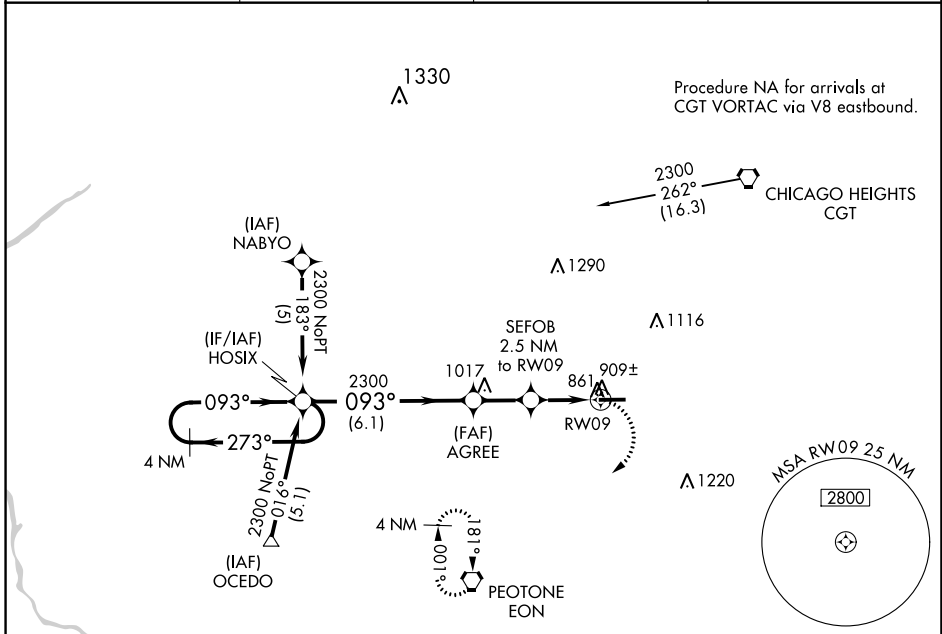 1330
Procedure NA for arrivals at
CGT VORTAC via V8 eastbound.
2300
262°
(16.3)
CHICAGO HEIGHTS
CGT
(IAF)
NABYO
2300 NoPT
183°
(5)
1290
1116
(IF/IAF)
HOSIX
SEFOB
2.5 NM
to RW09
1017
861
909±
093°
2300
093°
(6.1)
RW09
(FAF)
AGREE
273°
4 NM
2300 NoPT
016°
(5.1)
(IAF)
OCEDO
4 NM
181°
001°
PEOTONE
EON
1220
MSA RW09 25 NM
2800